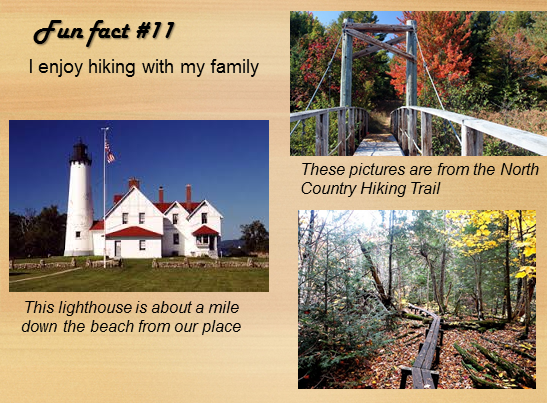 Fun fact #11
I enjoy hiking with my family
These pictures are from the North
Country Hiking Trail
This lighthouse is about a mile
down the beach from our place